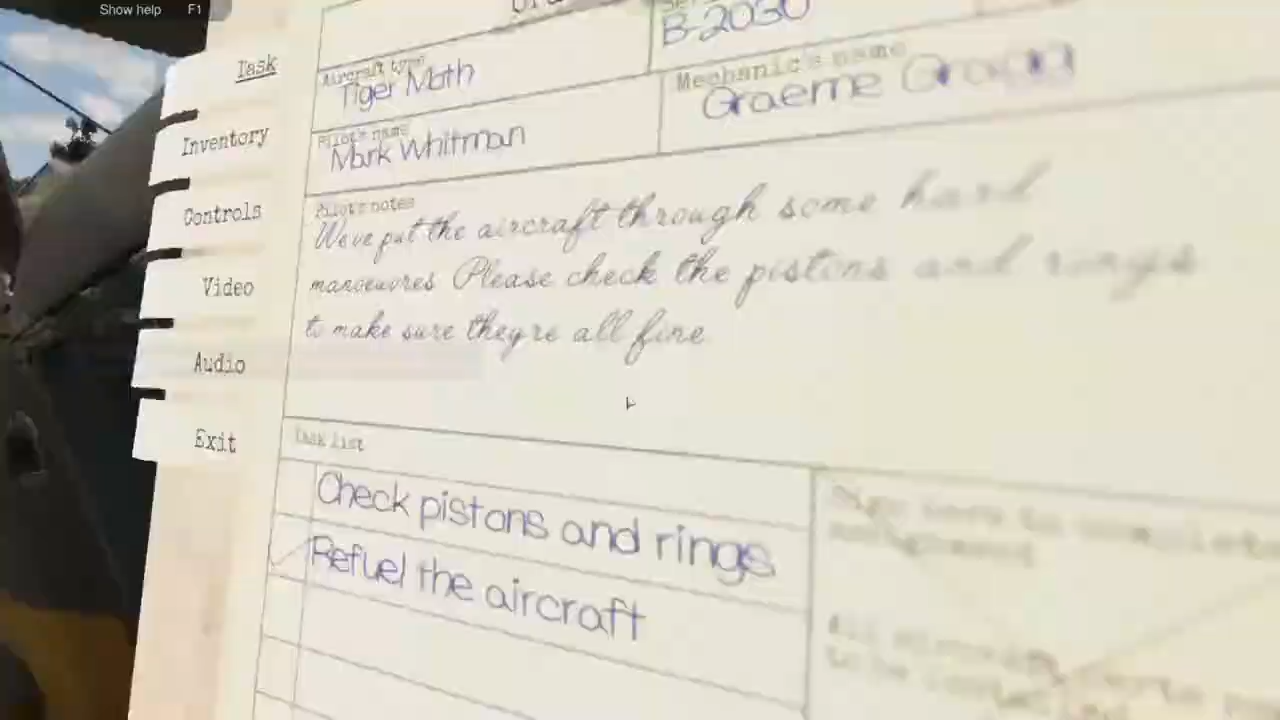 Show help F1
Task
Inventory
Controls
Video
Audio
Exit
B-2030
Aircraft type
Tiger Moth
Mechanic's name
Graeme Gragg
Pilot's name
Mark Whitman
Pilot's notes
We've put the aircraft through some hard
manoeuvres Please check the pistons and rings
to make sure they're all fine
Task list
Check pistons and rings
Refuel the aircraft